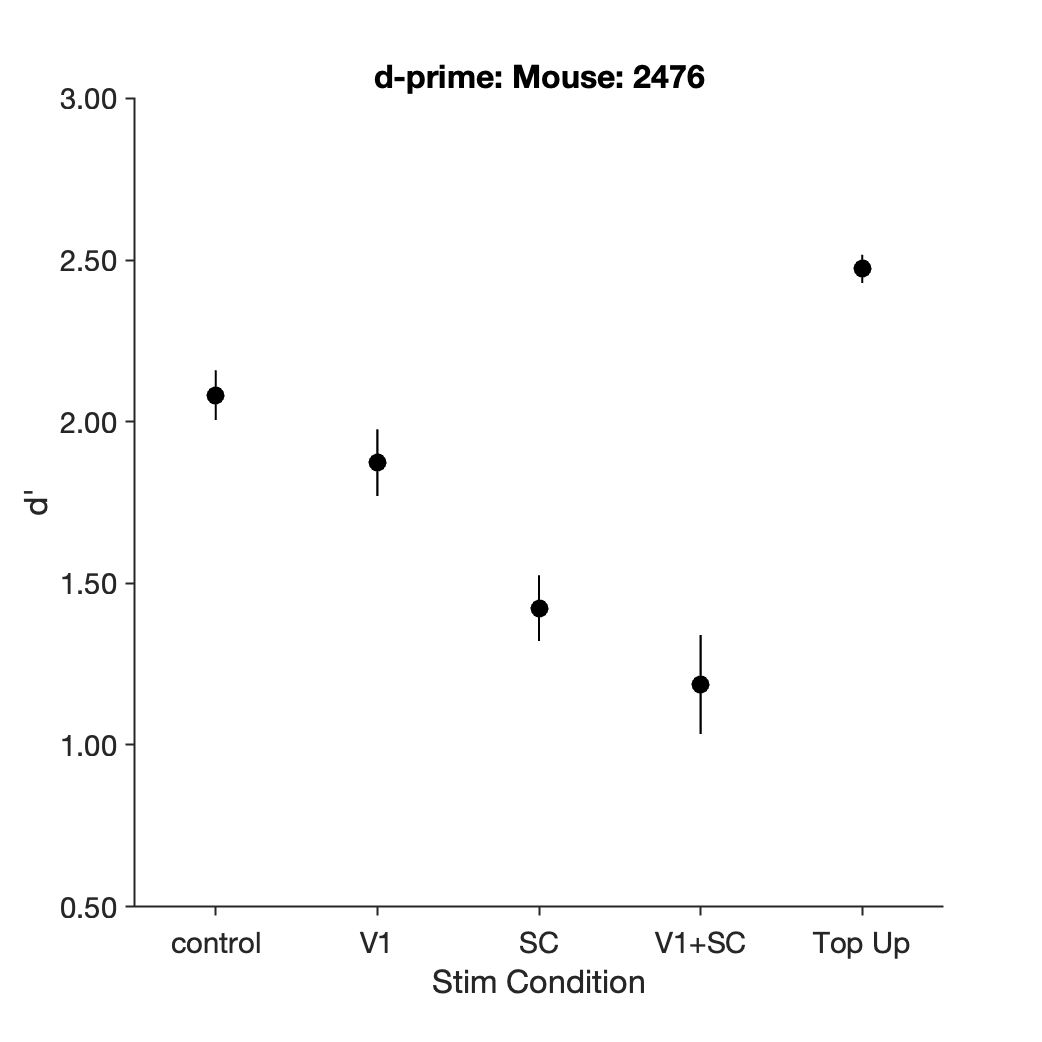 d-prime: Mouse: 2476
3.00
2.50
2.00
1.50
1.00
0.50
d'
control V1 SC V1+SC Top Up
Stim Condition